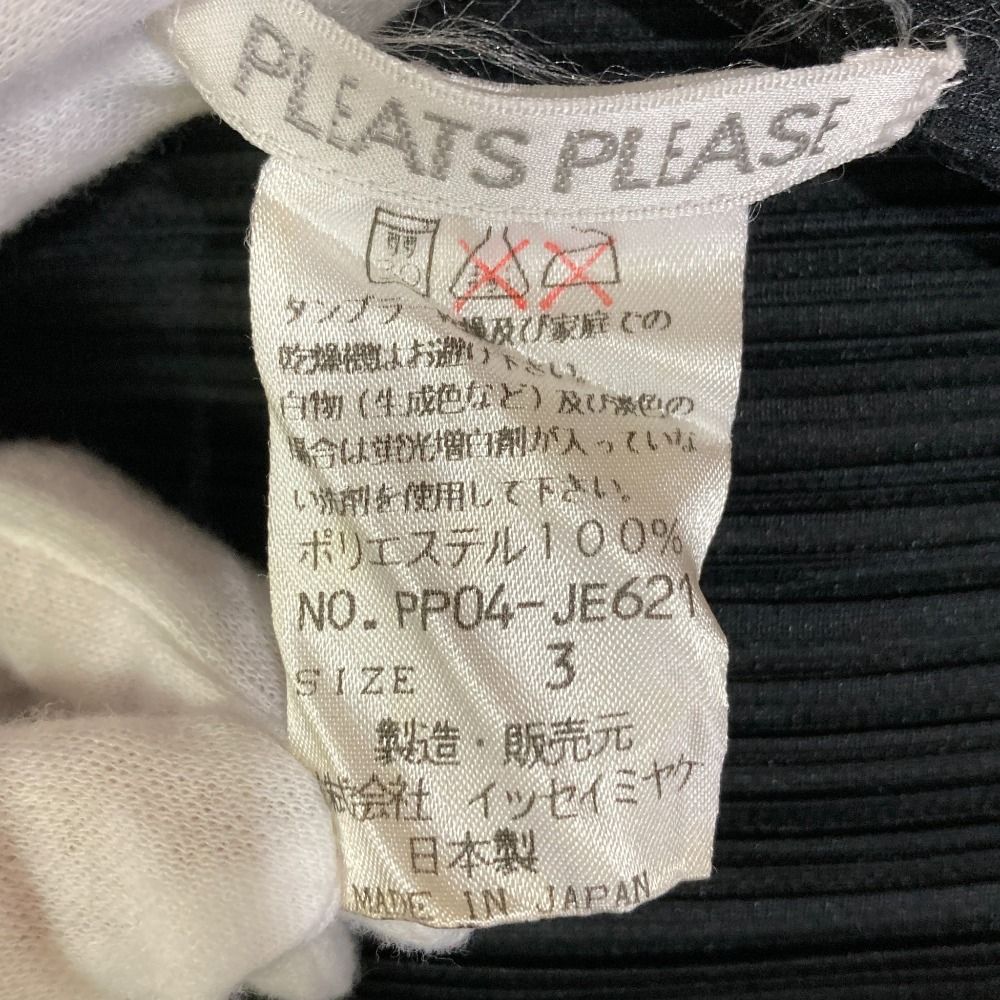 PLEATS PLEASE
タンブラー乾燥及び家庭での
乾燥機はお避け下さい。
白物(生成色など)及び淡色の
場合は蛍光増白剤が入っていな
い洗剤を使用して下さい。
ポリエステル100%
NO. PP04-JE621
SIZE 3
製造・販売元
株式会社 イッセイミヤケ
日本製
MADE IN JAPAN